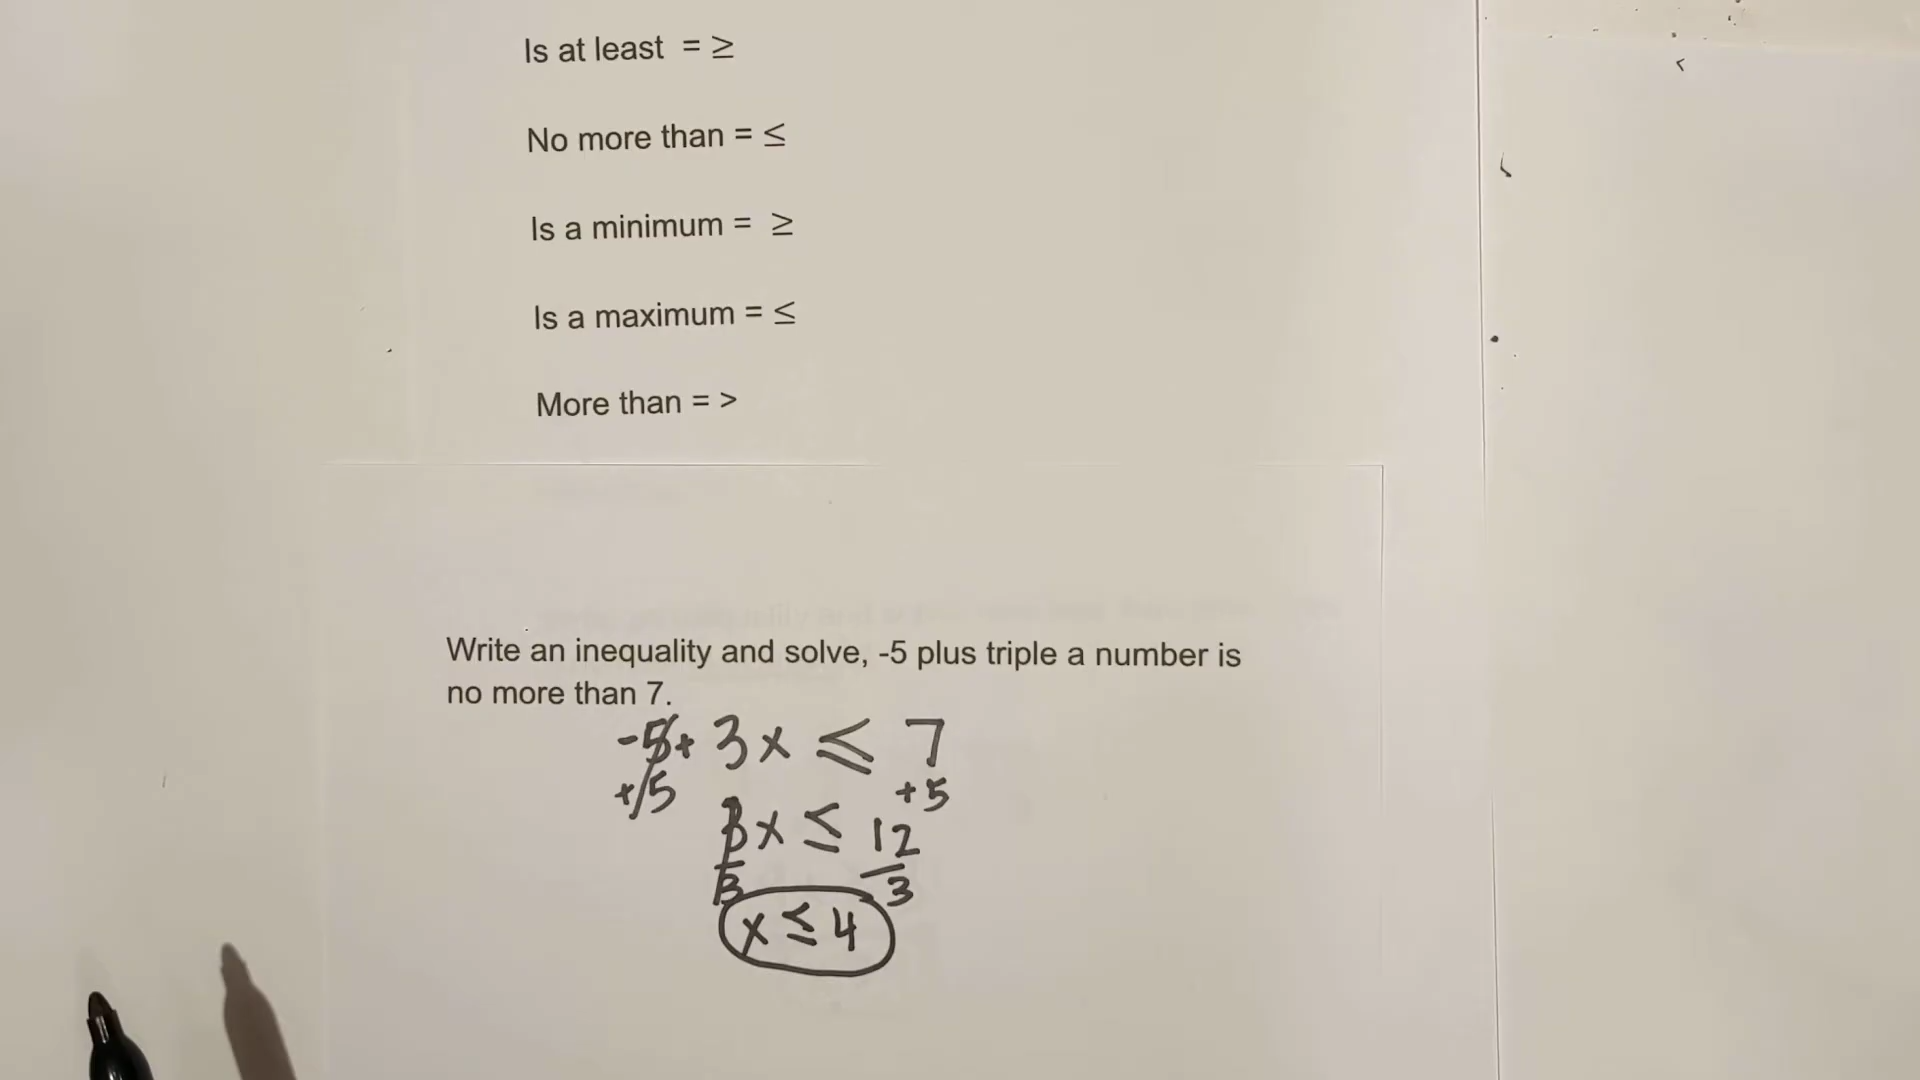 Is at least = ≥
No more than = ≤
Is a minimum = ≥
Is a maximum = ≤
More than = >
Write an inequality and solve, -5 plus triple a number is
no more than 7.
-5+ 3x ≤ 7
+5 +5
3x ≤ 12
3 3
x ≤ 4